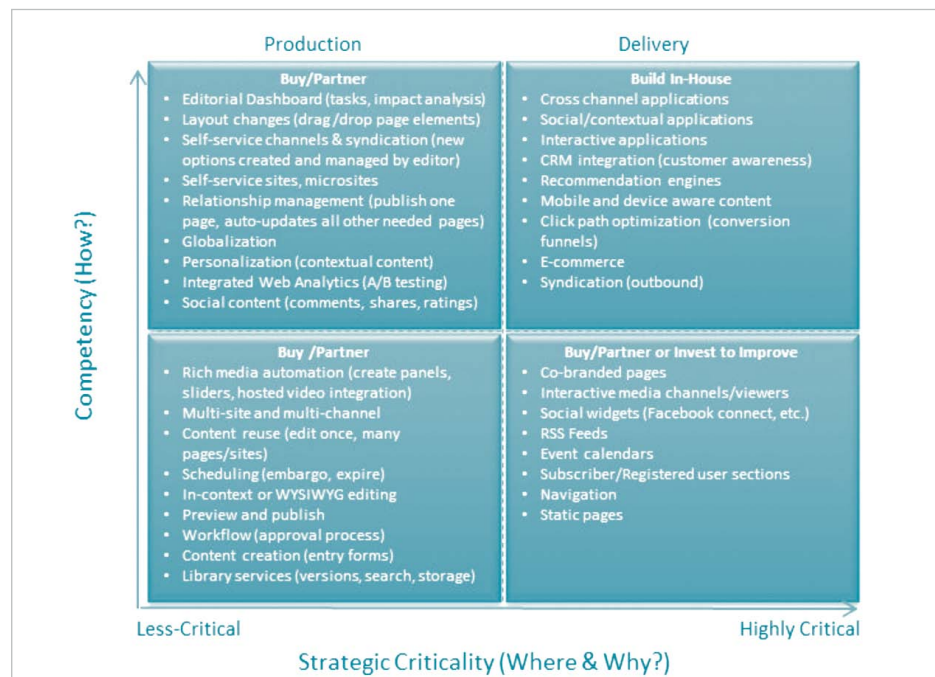 Production
Delivery
Buy/Partner
• Editorial Dashboard (tasks, impact analysis)
• Layout changes (drag /drop page elements)
• Self-service channels & syndication (new
options created and managed by editor)
• Self-service sites, microsites
• Relationship management (publish one
page, auto-updates all other needed pages)
• Globalization
• Personalization (contextual content)
• Integrated Web Analytics (A/B testing)
• Social content (comments, shares, ratings)
Build In-House
• Cross channel applications
• Social/contextual applications
• Interactive applications
• CRM integration (customer awareness)
• Recommendation engines
• Mobile and device aware content
• Click path optimization (conversion
funnels)
• E-commerce
• Syndication (outbound)
Competency (How?)
Buy /Partner
• Rich media automation (create panels,
sliders, hosted video integration)
• Multi-site and multi-channel
• Content reuse (edit once, many
pages/sites)
• Scheduling (embargo, expire)
• In-context or WYSIWYG editing
• Preview and publish
• Workflow (approval process)
• Content creation (entry forms)
• Library services (versions, search, storage)
Buy/Partner or Invest to Improve
• Co-branded pages
• Interactive media channels/viewers
• Social widgets (Facebook connect, etc.)
• RSS Feeds
• Event calendars
• Subscriber/Registered user sections
• Navigation
• Static pages
Less-Critical
Highly Critical
Strategic Criticality (Where & Why?)